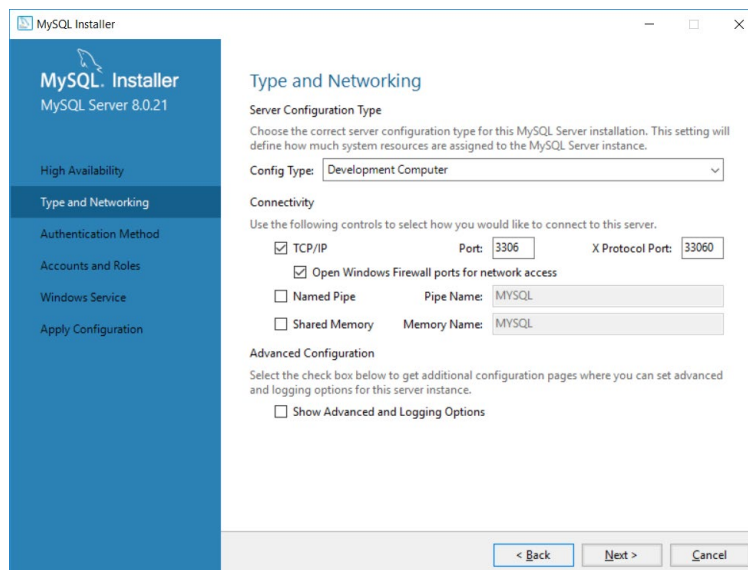 MySQL Installer
MySQL. Installer
MySQL Server 8.0.21
High Availability
Type and Networking
Authentication Method
Accounts and Roles
Windows Service
Apply Configuration
Type and Networking
Server Configuration Type
Choose the correct server configuration type for this MySQL Server installation. This setting will
define how much system resources are assigned to the MySQL Server instance.
Config Type: Development Computer
Connectivity
Use the following controls to select how you would like to connect to this server.
TCP/IP Port: 3306 X Protocol Port: 33060
Open Windows Firewall ports for network access
Named Pipe Pipe Name: MYSQL
Shared Memory Memory Name: MYSQL
Advanced Configuration
Select the check box below to get additional configuration pages where you can set advanced
and logging options for this server instance.
Show Advanced and Logging Options
< Back Next > Cancel